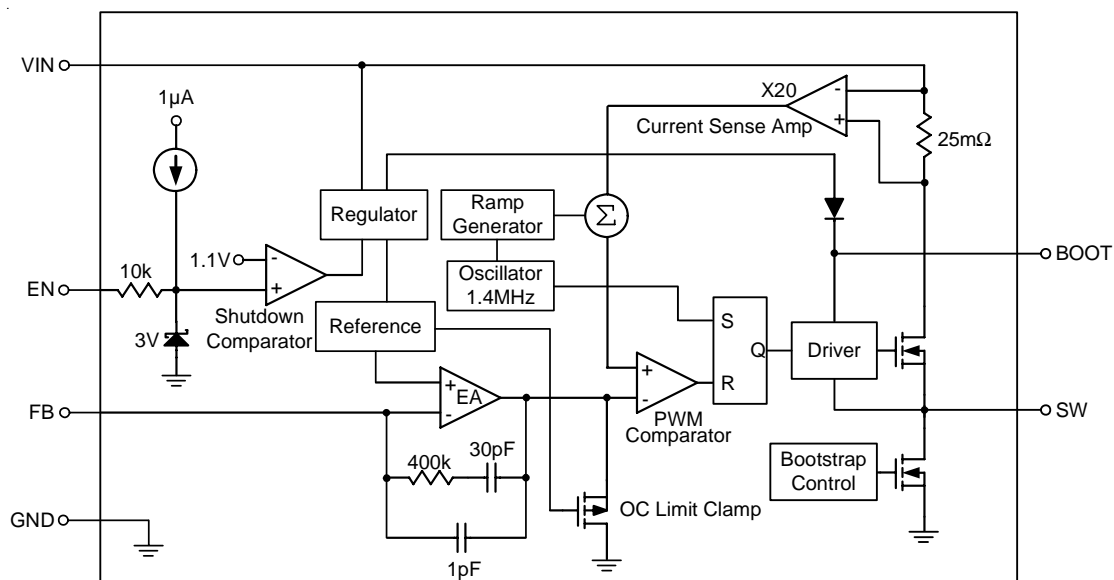 VIN
1µA
X20
-
+
Current Sense Amp
25mΩ
Regulator
Ramp
Generator
Σ
BOOT
1.1V
-
+
Oscillator
1.4MHz
EN
10k
Shutdown
Comparator
3V
Reference
S
Q
R
Driver
+
EA
-
+
-
PWM
Comparator
FB
SW
400k
30pF
Bootstrap
Control
OC Limit Clamp
GND
1pF